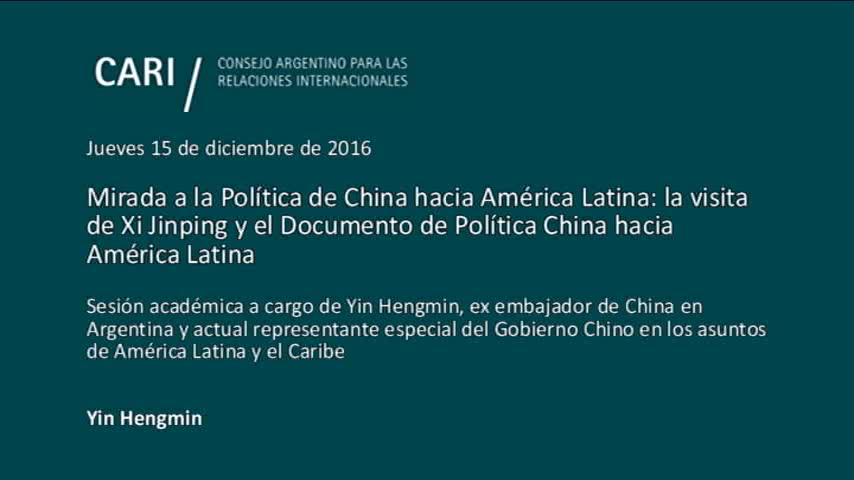 CARI
CONSEJO ARGENTINO PARA LAS
RELACIONES INTERNACIONALES
Jueves 15 de diciembre de 2016
Mirada a la Política de China hacia América Latina: la visita
de Xi Jinping y el Documento de Política China hacia
América Latina
Sesión académica a cargo de Yin Hengmin, ex embajador de China en
Argentina y actual representante especial del Gobierno Chino en los asuntos
de América Latina y el Caribe
Yin Hengmin